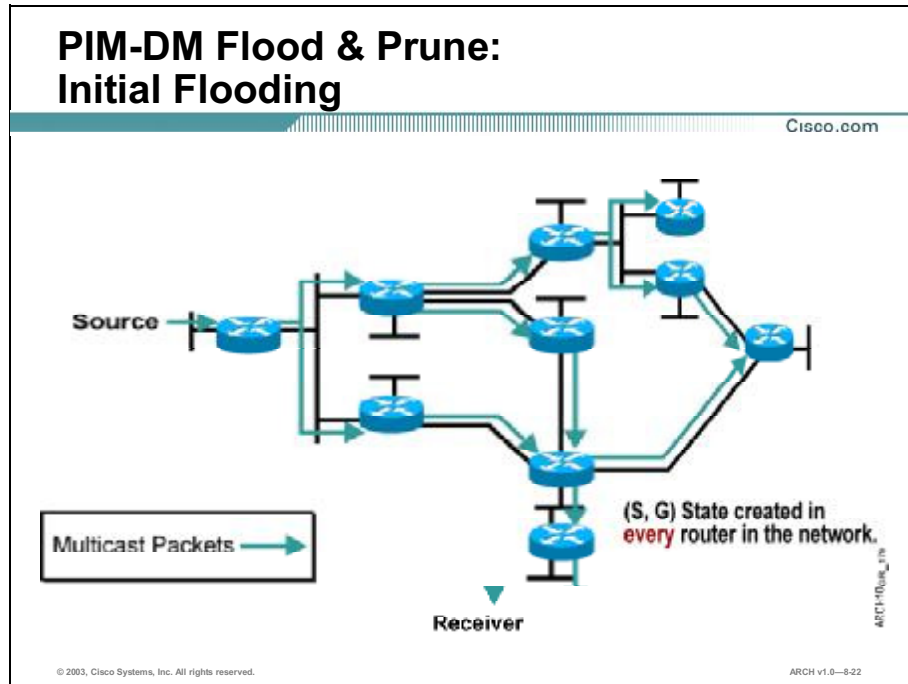 PIM-DM Flood & Prune:
Initial Flooding
Cisco.com
Source
(S, G) State created in
every router in the network.
Multicast Packets
Receiver
© 2003, Cisco Systems, Inc. All rights reserved.
ARCH v1.0—8-22